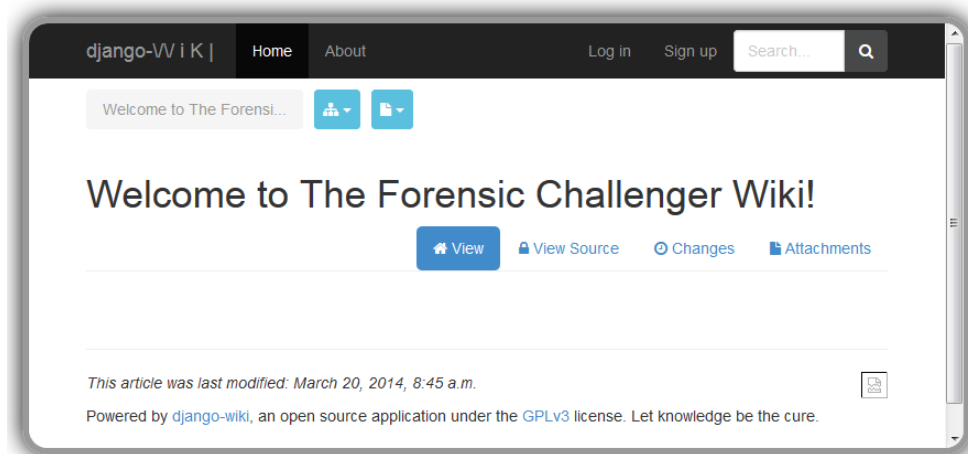 django-\/\/ i K | Home About Log in Sign up Search...
Welcome to The Forensi...
Welcome to The Forensic Challenger Wiki!
View View Source Changes Attachments
This article was last modified: March 20, 2014, 8:45 a.m.
Powered by django-wiki, an open source application under the GPLv3 license. Let knowledge be the cure.